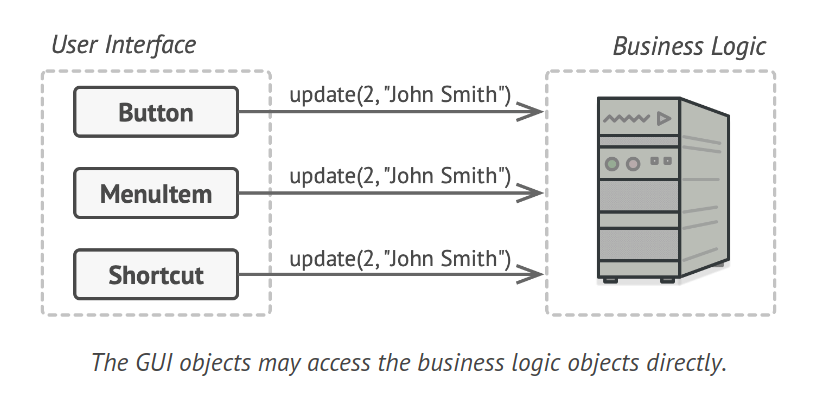 User Interface
Business Logic
Button
update(2, "John Smith")
MenuItem
update(2, "John Smith")
Shortcut
update(2, "John Smith")
The GUI objects may access the business logic objects directly.